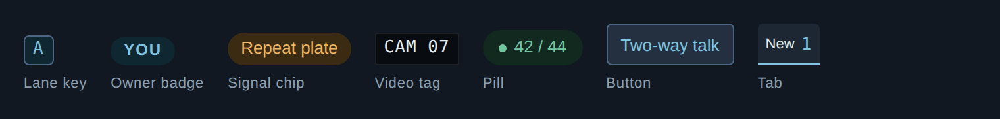 A YOU Repeat plate CAM 07 42 / 44 Two-way talk New 1
Lane key Owner badge Signal chip Video tag Pill Button Tab